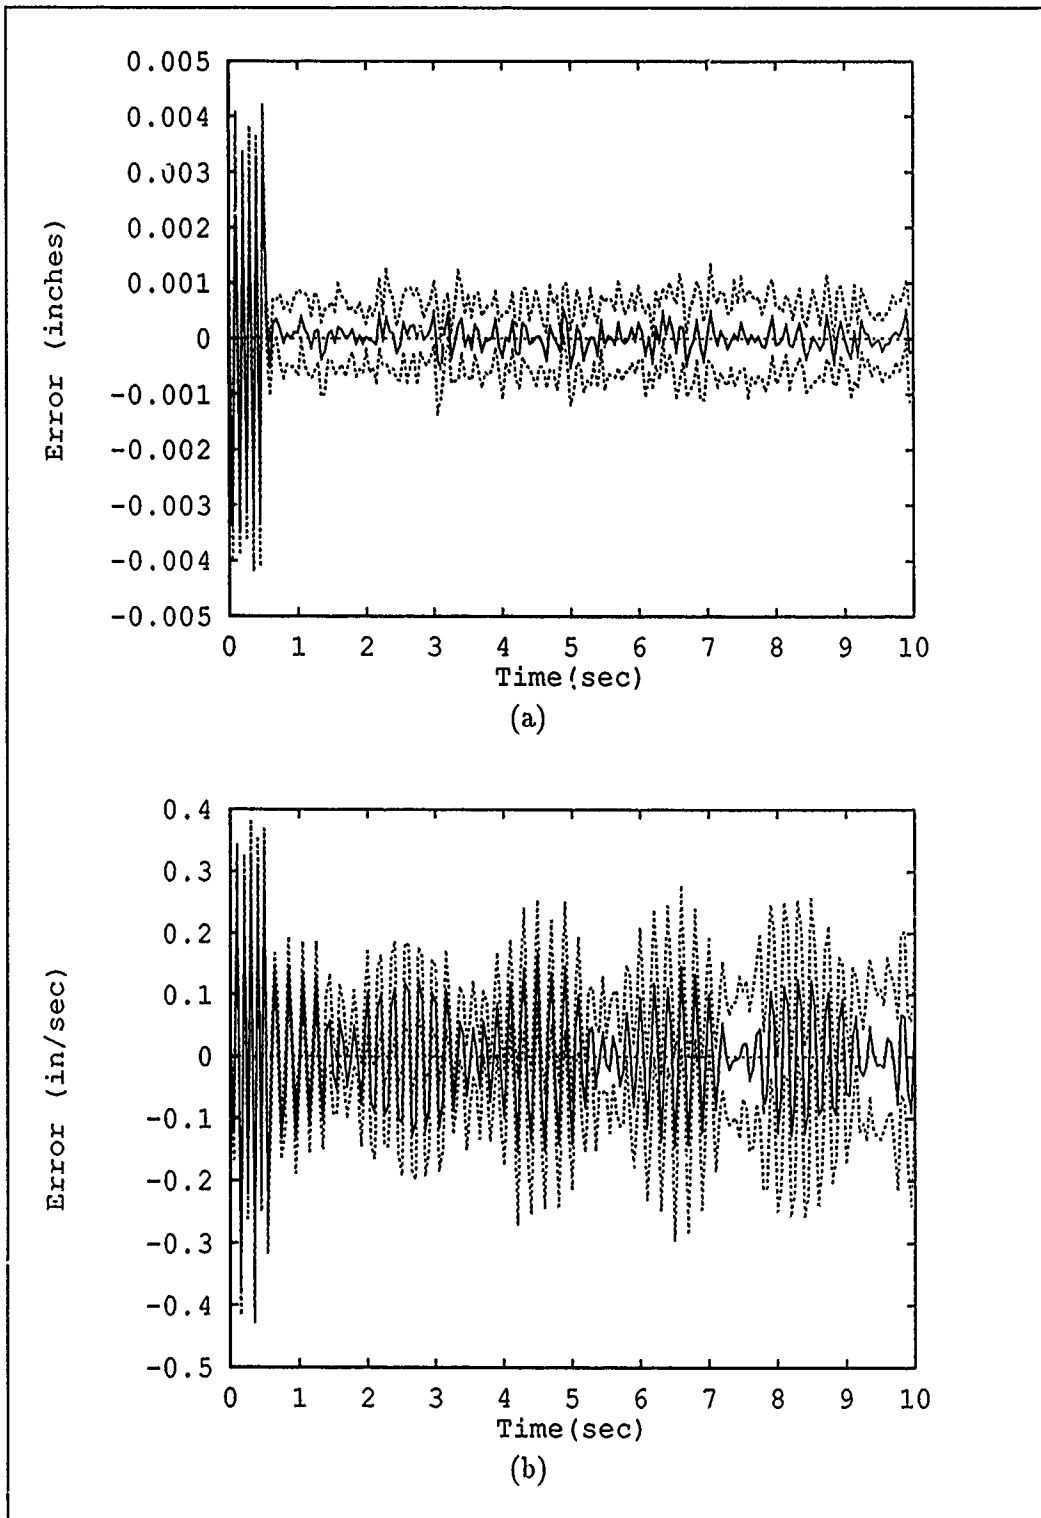 0.005
0.004
0.003
0.002
0.001
0
-0.001
-0.002
-0.003
-0.004
-0.005
Error (inches)
0 1 2 3 4 5 6 7 8 9 10
Time(sec)
(a)
0.4
0.3
0.2
0.1
0
-0.1
-0.2
-0.3
-0.4
-0.5
Error (in/sec)
0 1 2 3 4 5 6 7 8 9 10
Time(sec)
(b)